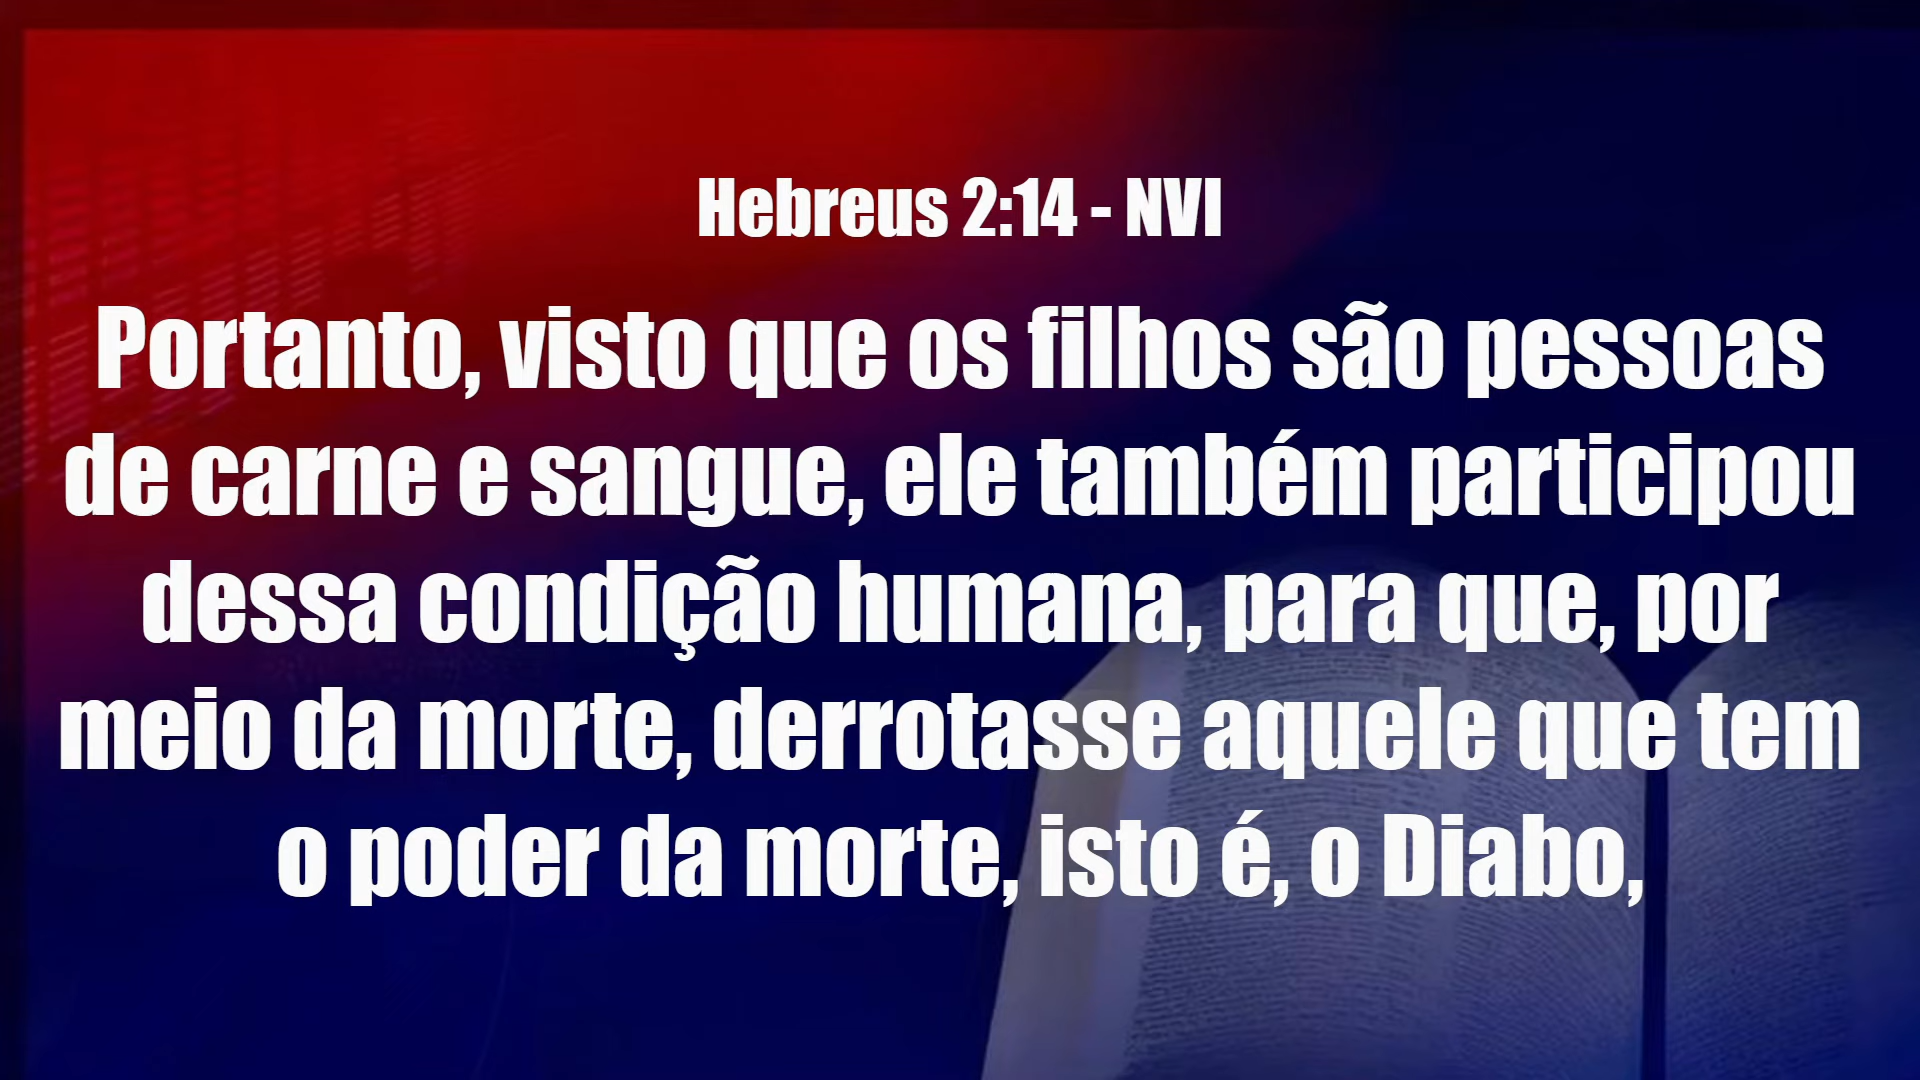 Hebreus 2:14 - NVI
Portanto, visto que os filhos são pessoas
de carne e sangue, ele também participou
dessa condição humana, para que, por
meio da morte, derrotasse aquele que tem
o poder da morte, isto é, o Diabo,